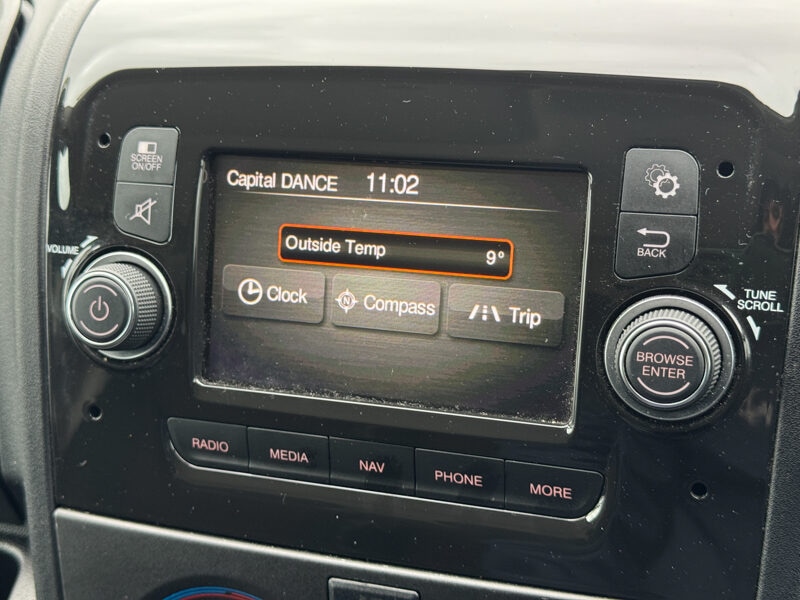 SCREEN
ON/OFF
VOLUME
Capital DANCE 11:02
Outside Temp 9°
Clock
N Compass
Trip
BACK
TUNE
SCROLL
BROWSE
ENTER
RADIO
MEDIA
NAV
PHONE
MORE